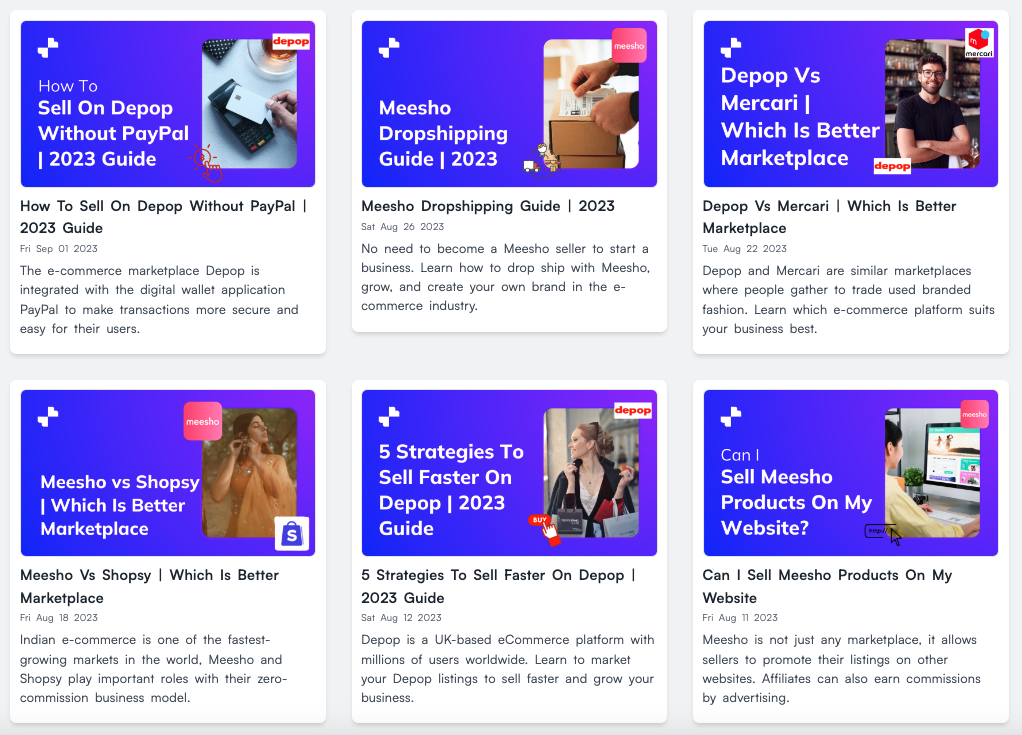 depop
How To
Sell On Depop
Without PayPal
| 2023 Guide
How To Sell On Depop Without PayPal |
2023 Guide
Fri Sep 01 2023
The e-commerce marketplace Depop is
integrated with the digital wallet application
PayPal to make transactions more secure and
easy for their users.
meesho
Meesho
Dropshipping
Guide | 2023
Meesho Dropshipping Guide | 2023
Sat Aug 26 2023
No need to become a Meesho seller to start a
business. Learn how to drop ship with Meesho,
grow, and create your own brand in the e-
commerce industry.
mercari
Depop Vs
Mercari |
Which Is Better
Marketplace
depop
Depop Vs Mercari | Which Is Better
Marketplace
Tue Aug 22 2023
Depop and Mercari are similar marketplaces
where people gather to trade used branded
fashion. Learn which e-commerce platform suits
your business best.
meesho
Meesho vs Shopsy
| Which Is Better
Marketplace
S
Meesho Vs Shopsy | Which Is Better
Marketplace
Fri Aug 18 2023
Indian e-commerce is one of the fastest-
growing markets in the world, Meesho and
Shopsy play important roles with their zero-
commission business model.
depop
5 Strategies To
Sell Faster On
Depop | 2023
Guide
BUY
5 Strategies To Sell Faster On Depop |
2023 Guide
Sat Aug 12 2023
Depop is a UK-based eCommerce platform with
millions of users worldwide. Learn to market
your Depop listings to sell faster and grow your
business.
meesho
Can I
Sell Meesho
Products On My
Website?
http://
Can I Sell Meesho Products On My
Website
Fri Aug 11 2023
Meesho is not just any marketplace, it allows
sellers to promote their listings on other
websites. Affiliates can also earn commissions
by advertising.